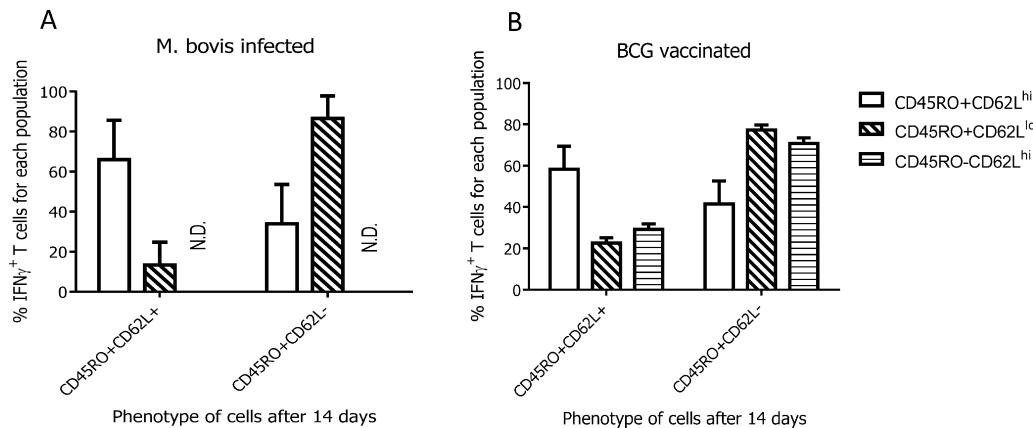 A
M. bovis infected
% IFNγ⁺ T cells for each population
100
80
60
40
20
0
N.D.
N.D.
CD45RO+CD62L+
CD45RO+CD62L-
Phenotype of cells after 14 days
B
BCG vaccinated
% IFNγ⁺ T cells for each population
100
80
60
40
20
0
CD45RO+CD62L+
CD45RO+CD62L-
Phenotype of cells after 14 days
CD45RO+CD62Lʰⁱ
CD45RO+CD62Lˡᶜ
CD45RO-CD62Lʰⁱ